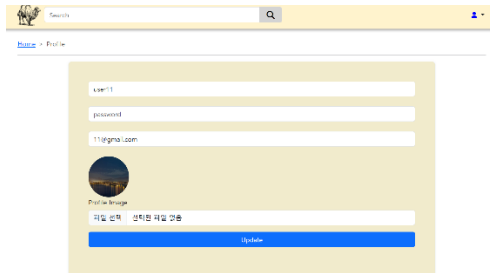 Search
Home > Profile
user11
password
11@gmail.com
Profile Image
파일 선택 선택된 파일 없음
Update